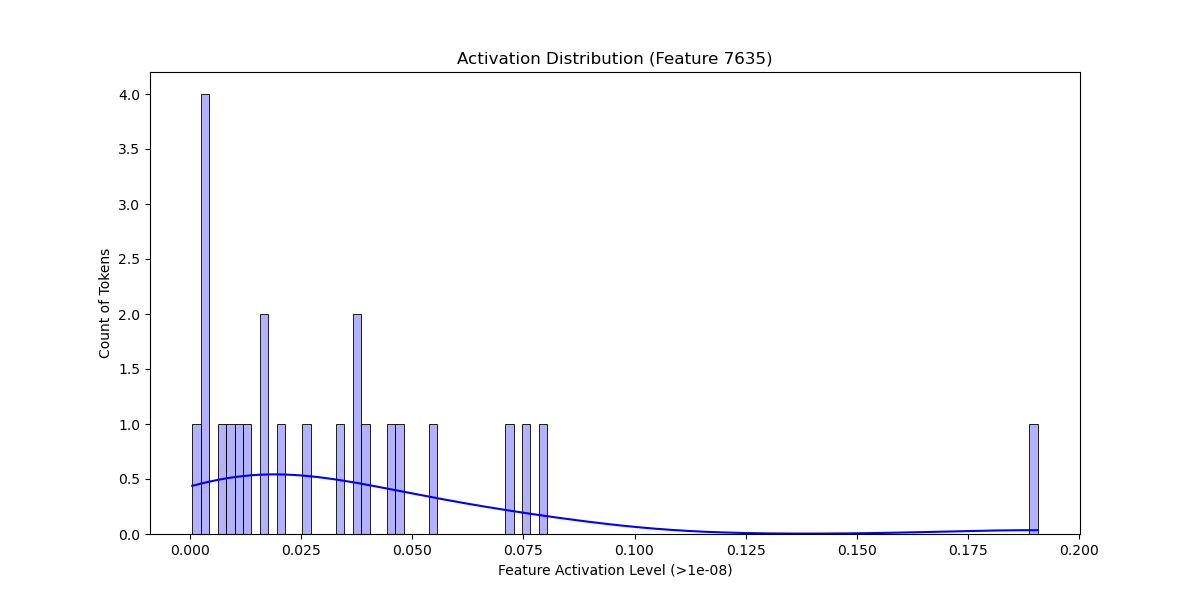 Activation Distribution (Feature 7635)
4.0
3.5
3.0
2.5
2.0
1.5
1.0
0.5
0.0
Count of Tokens
0.000 0.025 0.050 0.075 0.100 0.125 0.150 0.175 0.200
Feature Activation Level (>1e-08)